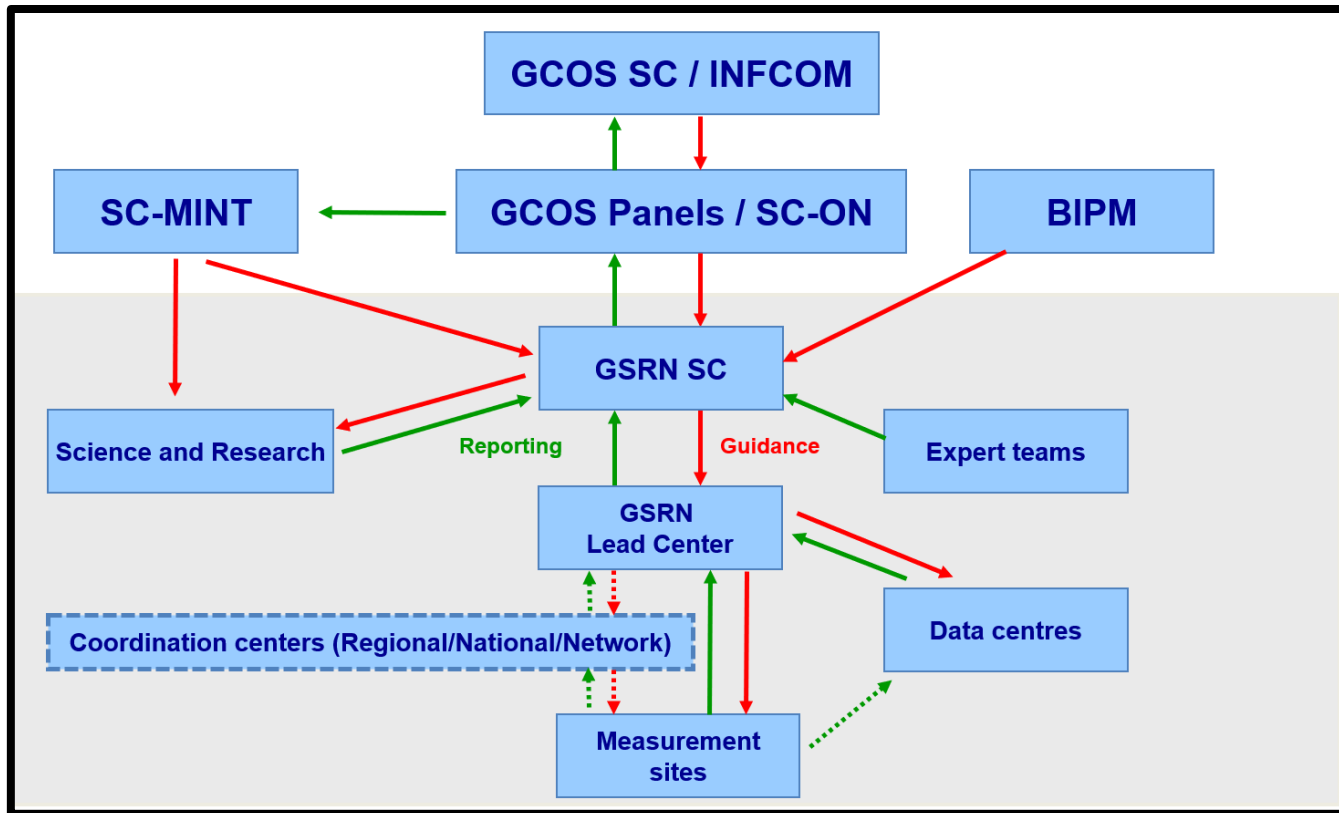 GCOS SC / INFCOM
SC-MINT
GCOS Panels / SC-ON
BIPM
GSRN SC
Science and Research
Reporting
Guidance
Expert teams
GSRN
Lead Center
Coordination centers (Regional/National/Network)
Data centres
Measurement
sites